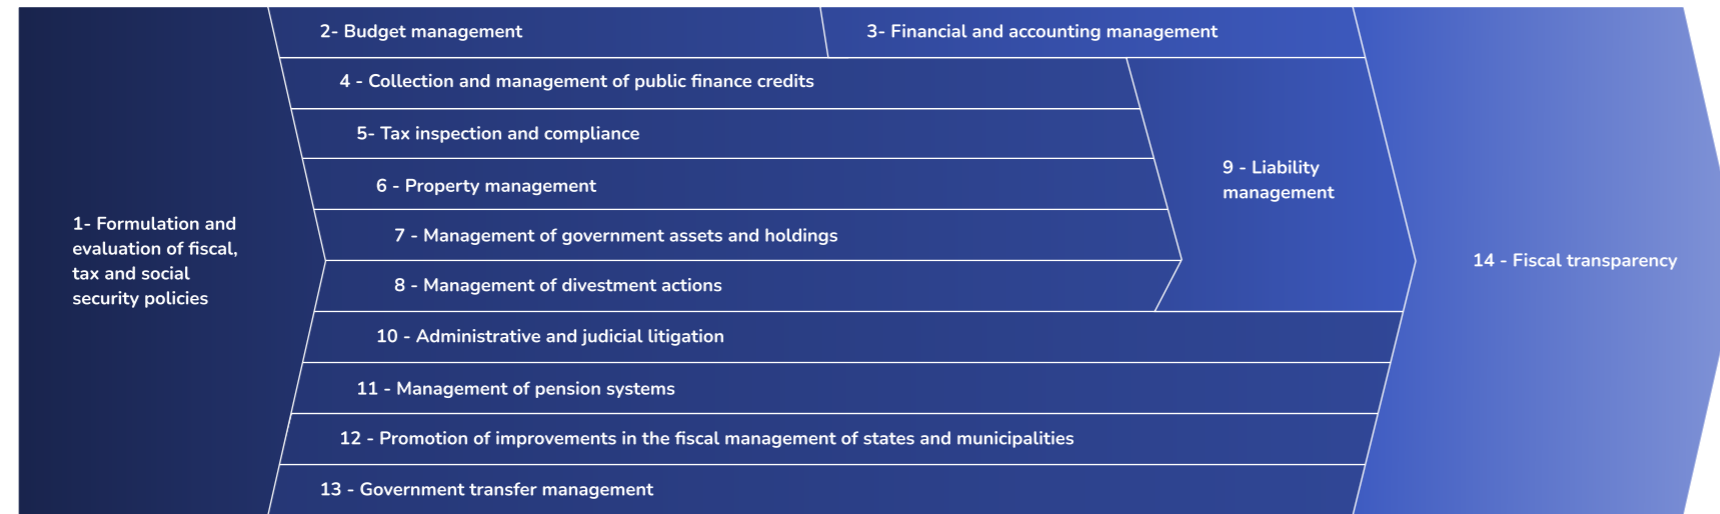 1- Formulation and
evaluation of fiscal,
tax and social
security policies
2- Budget management
3- Financial and accounting management
4 - Collection and management of public finance credits
5- Tax inspection and compliance
6 - Property management
7 - Management of government assets and holdings
8 - Management of divestment actions
9 - Liability
management
10 - Administrative and judicial litigation
11 - Management of pension systems
12 - Promotion of improvements in the fiscal management of states and municipalities
13 - Government transfer management
14 - Fiscal transparency